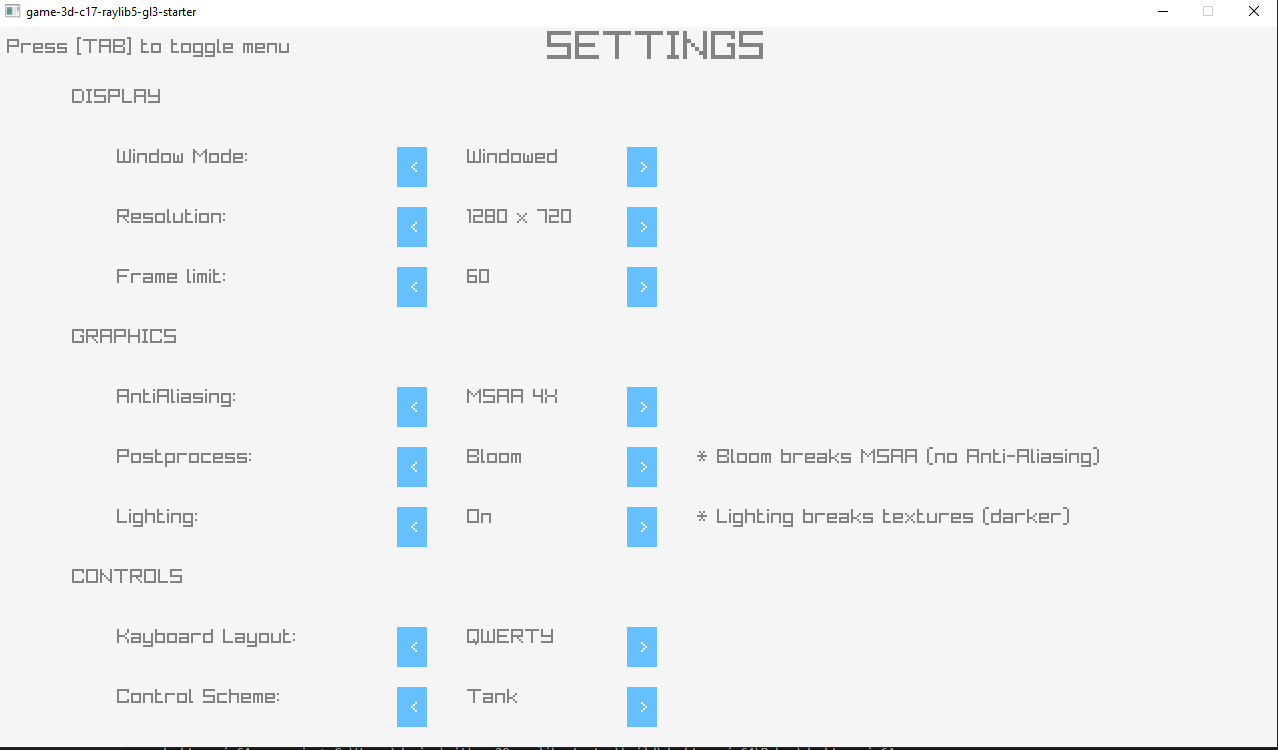 game-3d-c17-raylib5-gl3-starter
Press [TAB] to toggle menu
SETTINGS
DISPLAY
Window Mode: < Windowed >
Resolution: < 1280 x 720 >
Frame limit: < 60 >
GRAPHICS
AntiAliasing: < MSAA 4X >
Postprocess: < Bloom > * Bloom breaks MSAA (no Anti-Aliasing)
Lighting: < On > * Lighting breaks textures (darker)
CONTROLS
Kayboard Layout: < QWERTY >
Control Scheme: < Tank >